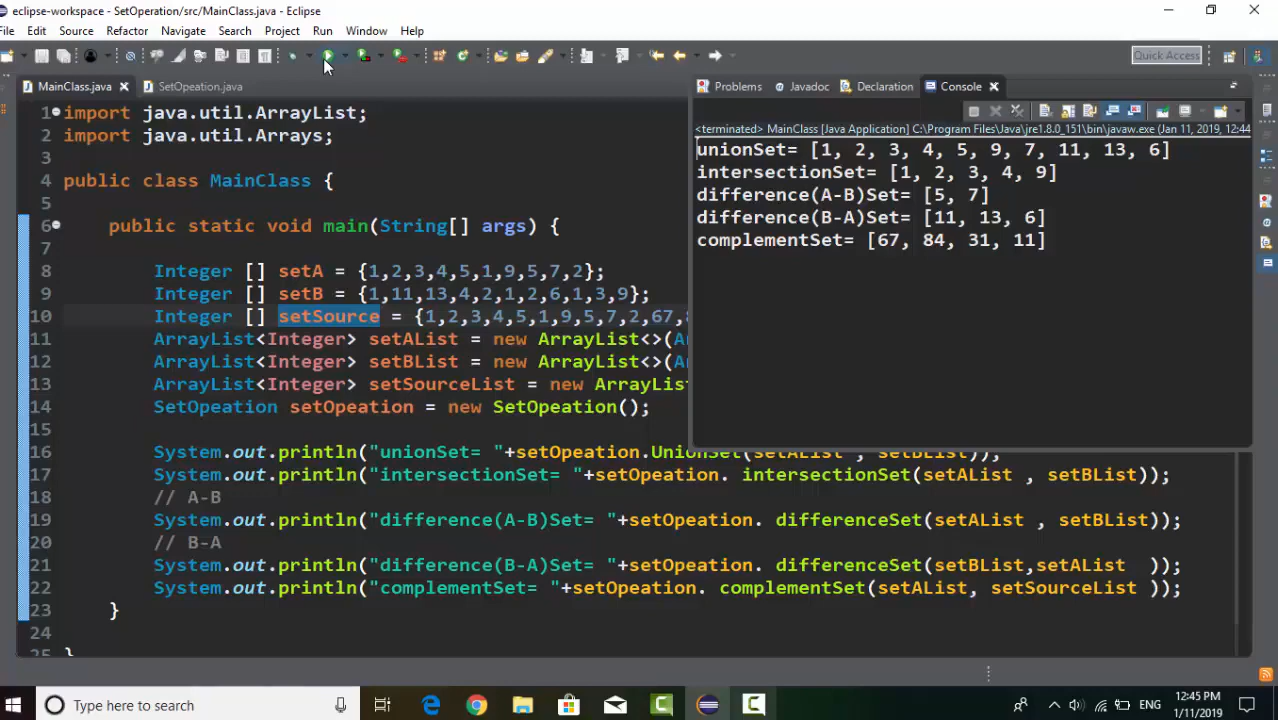 eclipse-workspace - SetOperation/src/MainClass.java - Eclipse
File Edit Source Refactor Navigate Search Project Run Window Help
Quick Access
MainClass.java SetOpeation.java
Problems Javadoc Declaration Console
<terminated> MainClass [Java Application] C:\Program Files\Java\jre1.8.0_151\bin\javaw.exe (Jan 11, 2019, 12:44
unionSet= [1, 2, 3, 4, 5, 9, 7, 11, 13, 6]
intersectionSet= [1, 2, 3, 4, 9]
difference(A-B)Set= [5, 7]
difference(B-A)Set= [11, 13, 6]
complementSet= [67, 84, 31, 11]
1 import java.util.ArrayList;
2 import java.util.Arrays;
3
4 public class MainClass {
5
6 public static void main(String[] args) {
7
8 Integer [] setA = {1,2,3,4,5,1,9,5,7,2};
9 Integer [] setB = {1,11,13,4,2,1,2,6,1,3,9};
10 Integer [] setSource = {1,2,3,4,5,1,9,5,7,2,67,
11 ArrayList<Integer> setAList = new ArrayList<>(
12 ArrayList<Integer> setBList = new ArrayList<>(
13 ArrayList<Integer> setSourceList = new ArrayList
14 SetOpeation setOpeation = new SetOpeation();
15
16 System.out.println("unionSet= "+setOpeation.UnionSet(setAList , setBList));
17 System.out.println("intersectionSet= "+setOpeation. intersectionSet(setAList , setBList));
18 // A-B
19 System.out.println("difference(A-B)Set= "+setOpeation. differenceSet(setAList , setBList));
20 // B-A
21 System.out.println("difference(B-A)Set= "+setOpeation. differenceSet(setBList,setAList ));
22 System.out.println("complementSet= "+setOpeation. complementSet(setAList, setSourceList ));
23 }
24
25 }
Type here to search
ENG
12:45 PM
1/11/2019